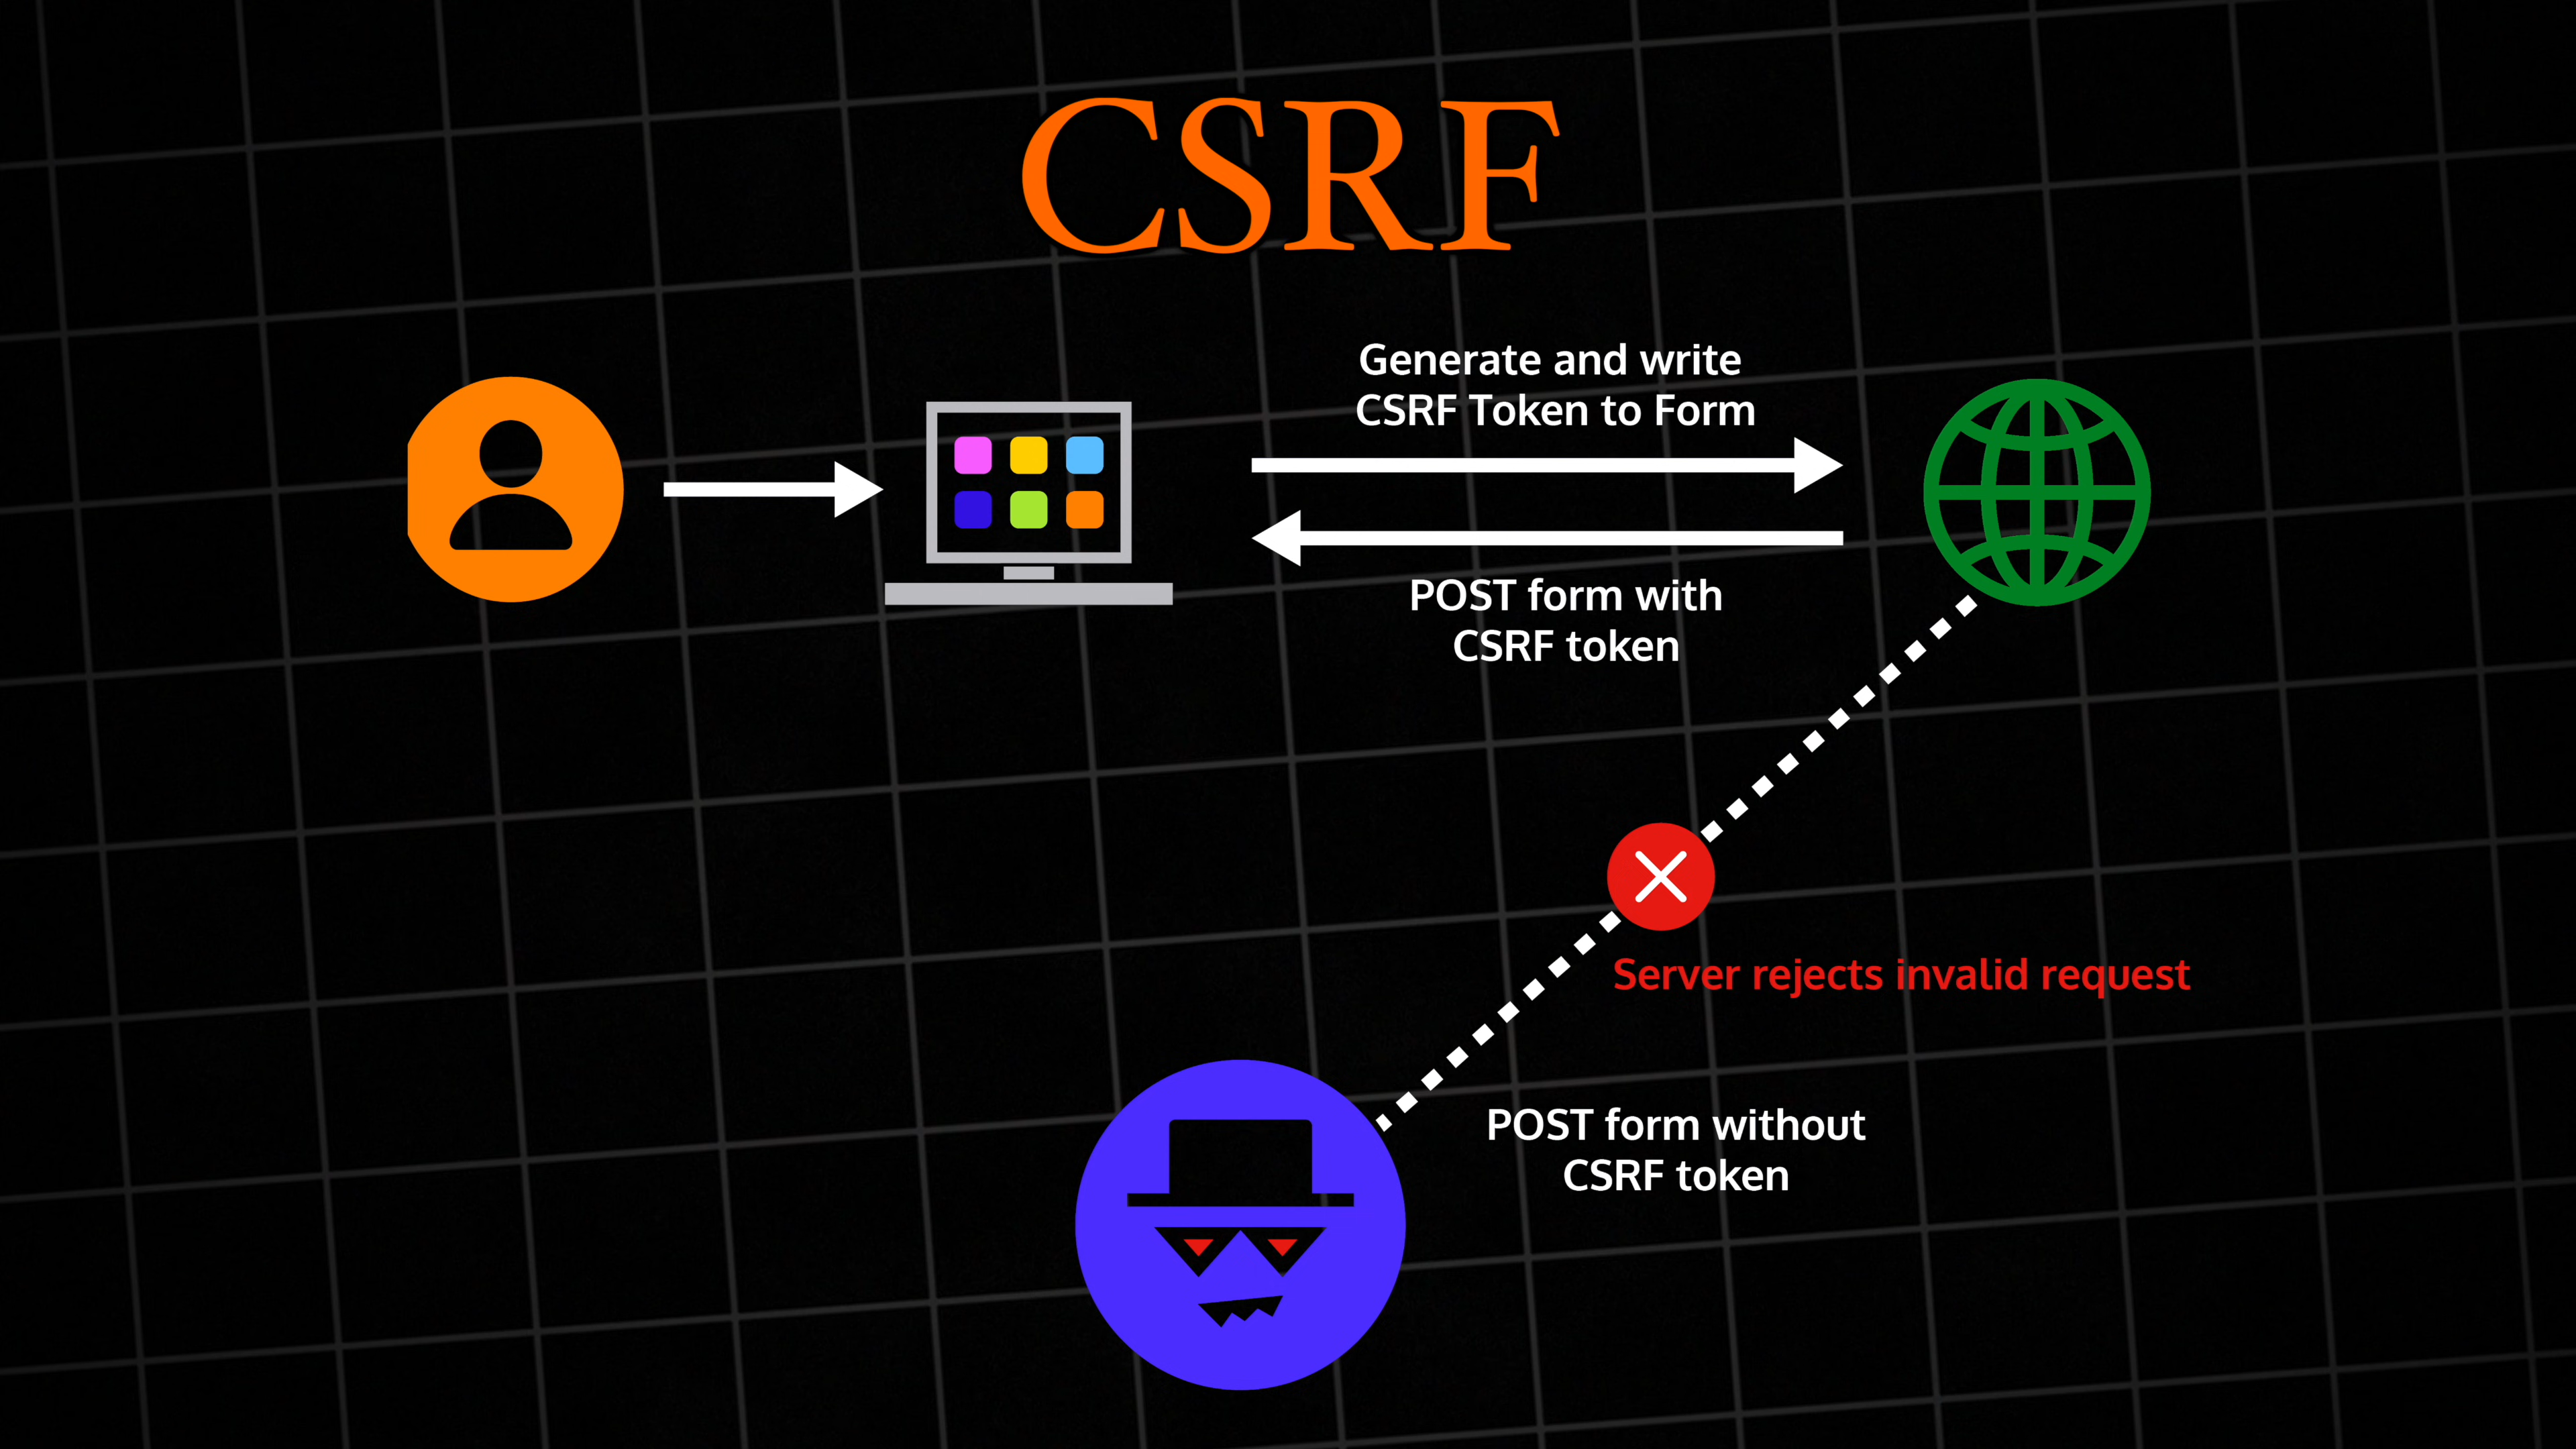 CSRF
Generate and write
CSRF Token to Form
POST form with
CSRF token
Server rejects invalid request
POST form without
CSRF token